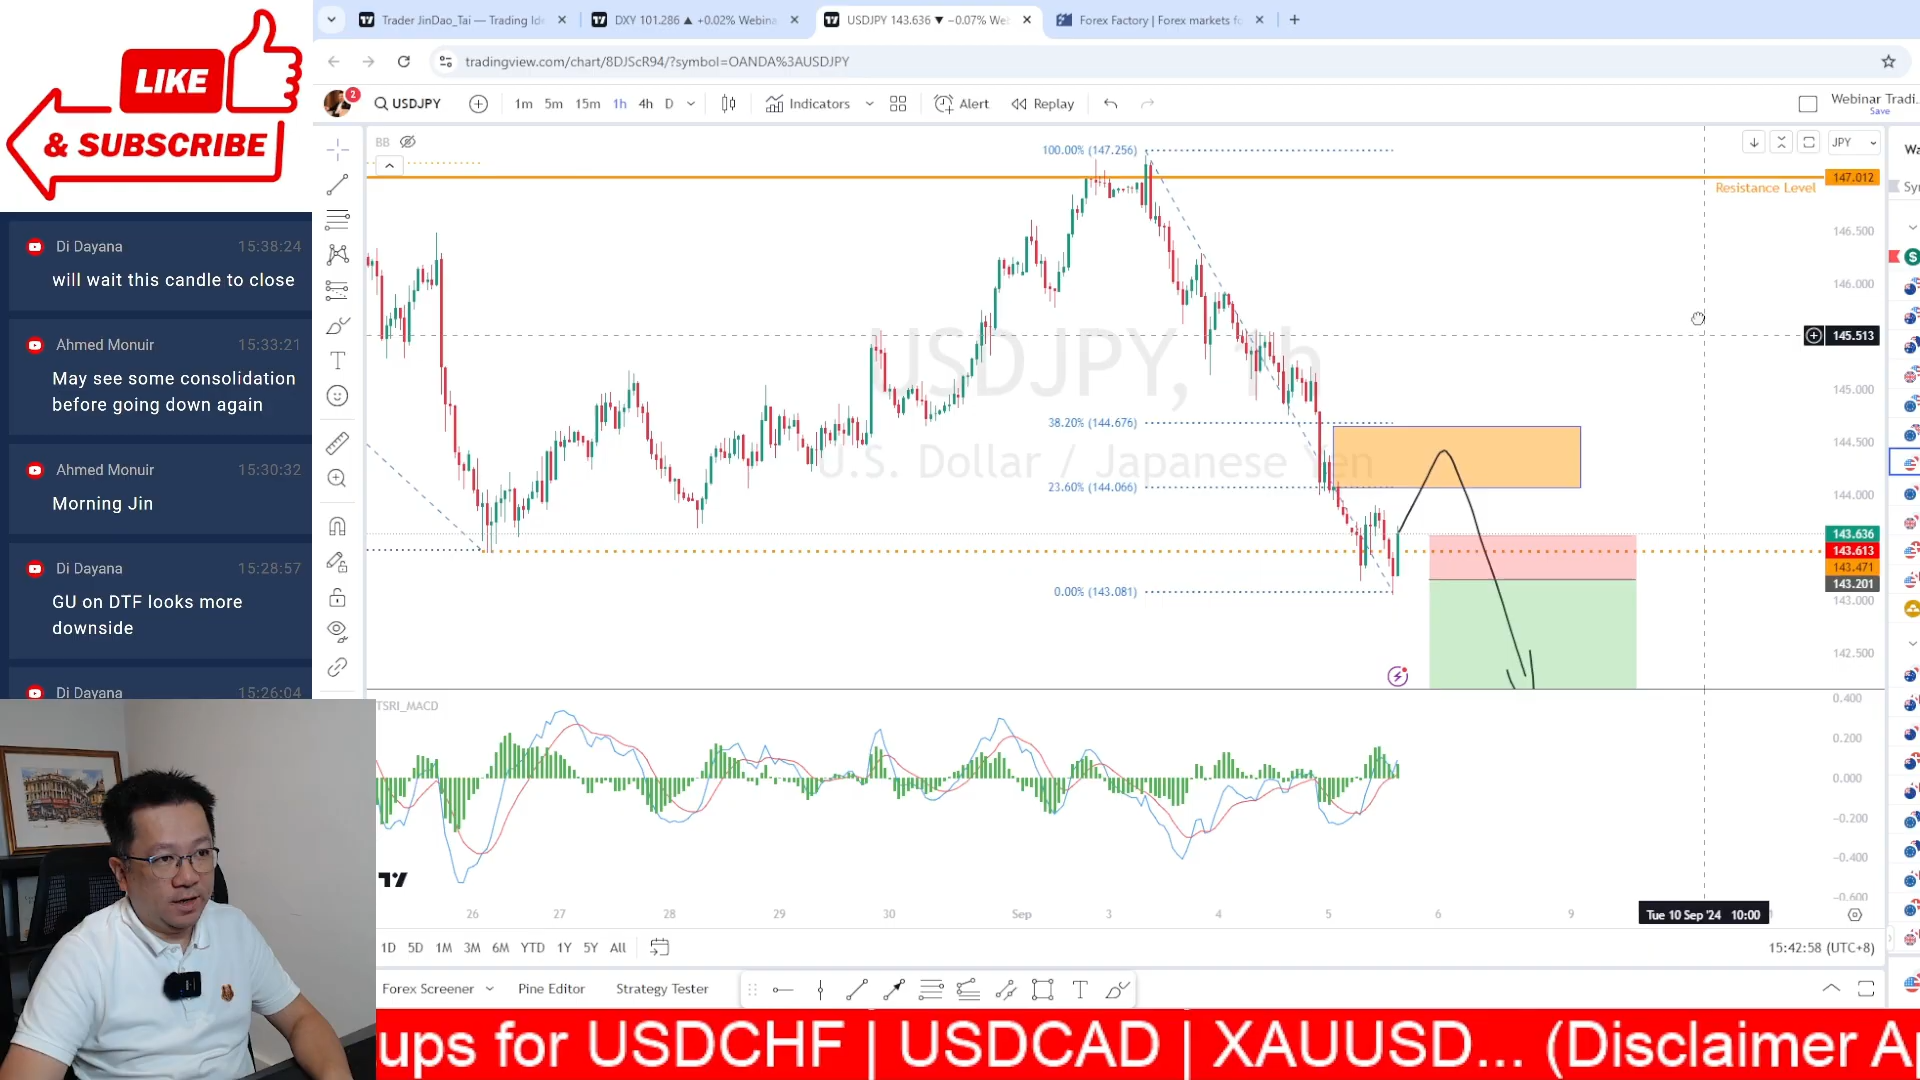 LIKE
& SUBSCRIBE
Trader JinDao_Tai — Trading Ide
DXY 101.286 ▲ +0.02% Webina
USDJPY 143.636 ▼ −0.07% We
Forex Factory | Forex markets fo
tradingview.com/chart/8DJScR94/?symbol=OANDA%3AUSDJPY
2
USDJPY
1m 5m 15m 1h 4h D
Indicators
Alert
Replay
Webinar Tradi...
Save
BB
JPY
Wa
Sy
Di Dayana 15:38:24
will wait this candle to close
Ahmed Monuir 15:33:21
May see some consolidation
before going down again
Ahmed Monuir 15:30:32
Morning Jin
Di Dayana 15:28:57
GU on DTF looks more
downside
Di Dayana 15:26:04
100.00% (147.256)
147.012
Resistance Level
146.500
146.000
145.513
USDJPY, 1h
145.000
38.20% (144.676)
144.500
U.S. Dollar / Japanese Yen
23.60% (144.066)
144.000
143.636
143.613
143.471
143.201
0.00% (143.081)
143.000
142.500
TSRI_MACD
0.400
0.200
0.000
−0.200
−0.400
−0.600
26 27 28 29 30 Sep 3 4 5 6 9
Tue 10 Sep '24 10:00
1D 5D 1M 3M 6M YTD 1Y 5Y All
15:42:58 (UTC+8)
Forex Screener
Pine Editor
Strategy Tester
ups for USDCHF | USDCAD | XAUUSD... (Disclaimer Ap